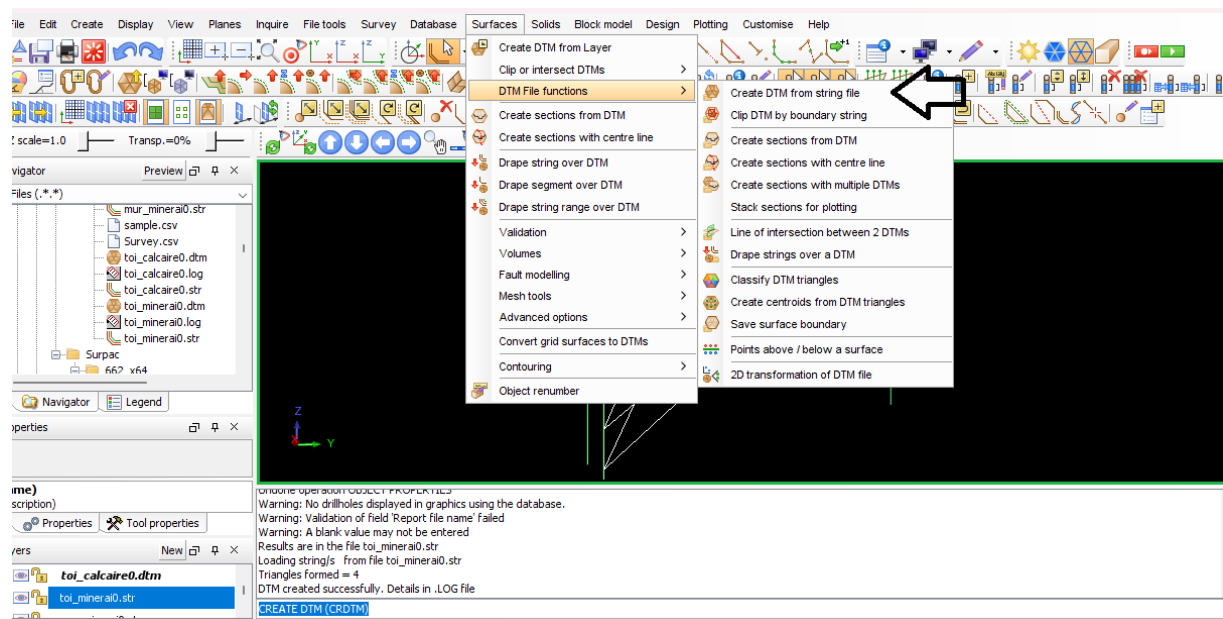 File Edit Create Display View Planes Inquire File tools Survey Database Surfaces Solids Block model Design Plotting Customise Help
Z scale=1.0 Transp.=0%
vigator Preview
Files (.*.*)
mur_minerai0.str
sample.csv
Survey.csv
toi_calcaire0.dtm
toi_calcaire0.log
toi_calcaire0.str
toi_minerai0.dtm
toi_minerai0.log
toi_minerai0.str
Surpac
662_x64
Navigator Legend
operties
ame)
scription)
Properties Tool properties
yers New
toi_calcaire0.dtm
toi_minerai0.str
Create DTM from Layer
Clip or intersect DTMs
DTM File functions
Create sections from DTM
Create sections with centre line
Drape string over DTM
Drape segment over DTM
Drape string range over DTM
Validation
Volumes
Fault modelling
Mesh tools
Advanced options
Convert grid surfaces to DTMs
Contouring
Object renumber
Create DTM from string file
Clip DTM by boundary string
Create sections from DTM
Create sections with centre line
Create sections with multiple DTMs
Stack sections for plotting
Line of intersection between 2 DTMs
Drape strings over a DTM
Classify DTM triangles
Create centroids from DTM triangles
Save surface boundary
Points above / below a surface
2D transformation of DTM file
Z
X Y
Undone operation OBJECT PROPERTIES
Warning: No drillholes displayed in graphics using the database.
Warning: Validation of field 'Report file name' failed
Warning: A blank value may not be entered
Results are in the file toi_minerai0.str
Loading string/s from file toi_minerai0.str
Triangles formed = 4
DTM created successfully. Details in .LOG file
CREATE DTM (CRDTM)